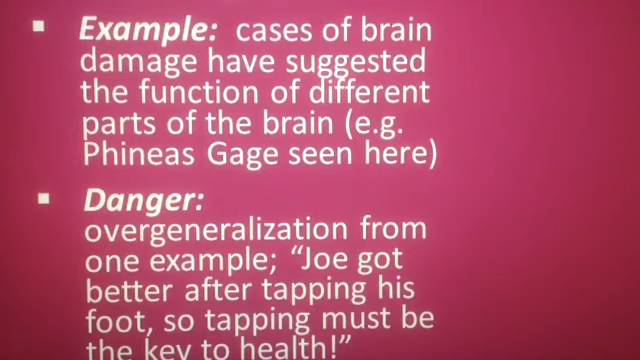 ▪ Example: cases of brain
damage have suggested
the function of different
parts of the brain (e.g.
Phineas Gage seen here)
▪ Danger:
overgeneralization from
one example; “Joe got
better after tapping his
foot, so tapping must be
the key to health!”